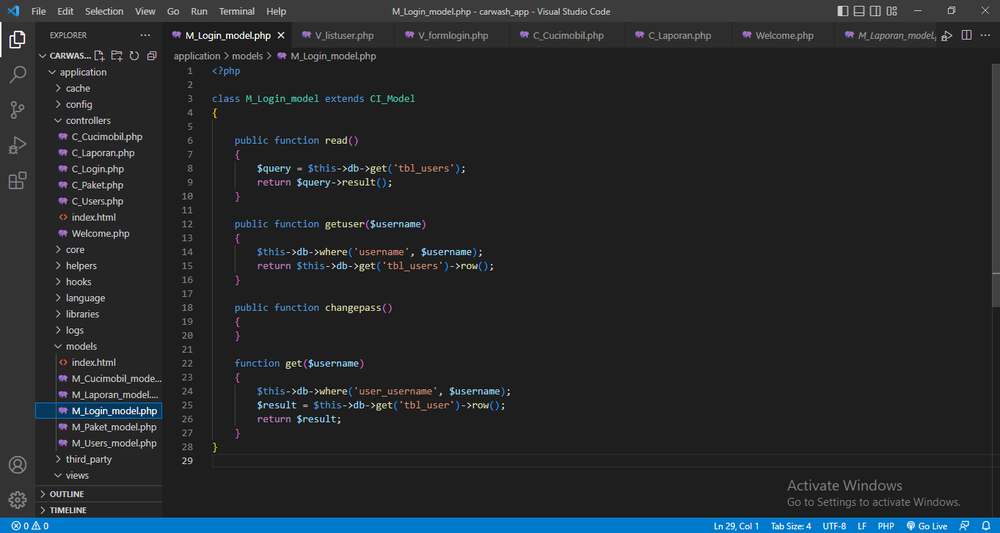 File Edit Selection View Go Run Terminal Help M_Login_model.php - carwash_app - Visual Studio Code
EXPLORER
CARWAS...
application
cache
config
controllers
C_Cucimobil.php
C_Laporan.php
C_Login.php
C_Paket.php
C_Users.php
index.html
Welcome.php
core
helpers
hooks
language
libraries
logs
models
index.html
M_Cucimobil_mode...
M_Laporan_model....
M_Login_model.php
M_Paket_model.php
M_Users_model.php
third_party
views
OUTLINE
TIMELINE
M_Login_model.php V_listuser.php V_formlogin.php C_Cucimobil.php C_Laporan.php Welcome.php M_Laporan_model.
application > models > M_Login_model.php
1 <?php
2
3 class M_Login_model extends CI_Model
4 {
5
6 public function read()
7 {
8 $query = $this->db->get('tbl_users');
9 return $query->result();
10 }
11
12 public function getuser($username)
13 {
14 $this->db->where('username', $username);
15 return $this->db->get('tbl_users')->row();
16 }
17
18 public function changepass()
19 {
20 }
21
22 function get($username)
23 {
24 $this->db->where('user_username', $username);
25 $result = $this->db->get('tbl_user')->row();
26 return $result;
27 }
28 }
29
Activate Windows
Go to Settings to activate Windows.
0 0 Ln 29, Col 1 Tab Size: 4 UTF-8 LF PHP Go Live